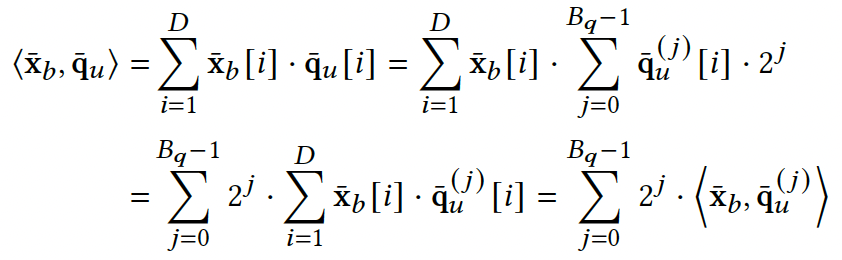 ⟨x̄_b, q̄_u⟩ = ∑_{i=1}^{D} x̄_b[i] · q̄_u[i] = ∑_{i=1}^{D} x̄_b[i] · ∑_{j=0}^{B_q−1} q̄_u^{(j)}[i] · 2^j
= ∑_{j=0}^{B_q−1} 2^j · ∑_{i=1}^{D} x̄_b[i] · q̄_u^{(j)}[i] = ∑_{j=0}^{B_q−1} 2^j · ⟨x̄_b, q̄_u^{(j)}⟩